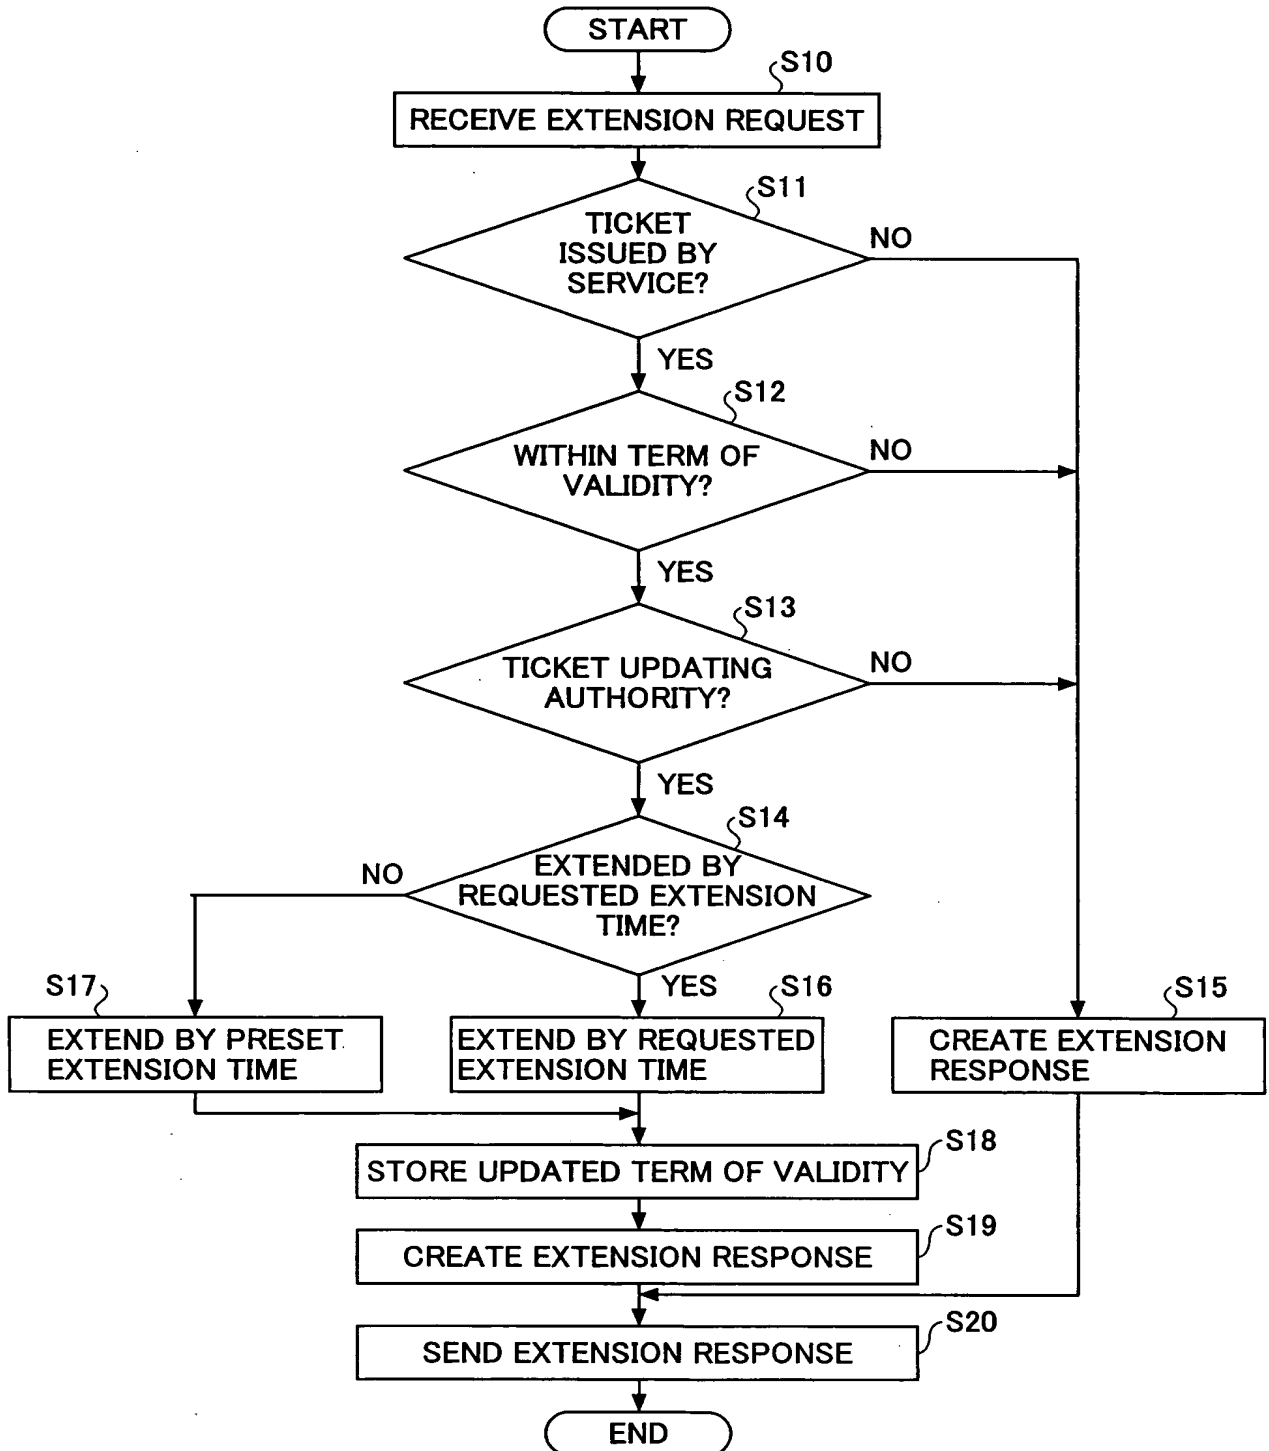 START
S10
RECEIVE EXTENSION REQUEST
S11
TICKET
ISSUED BY
SERVICE?
NO
YES
S12
WITHIN TERM OF
VALIDITY?
NO
YES
S13
TICKET UPDATING
AUTHORITY?
NO
YES
S14
EXTENDED BY
REQUESTED EXTENSION
TIME?
NO
YES
S17
EXTEND BY PRESET
EXTENSION TIME
S16
EXTEND BY REQUESTED
EXTENSION TIME
S15
CREATE EXTENSION
RESPONSE
S18
STORE UPDATED TERM OF VALIDITY
S19
CREATE EXTENSION RESPONSE
S20
SEND EXTENSION RESPONSE
END